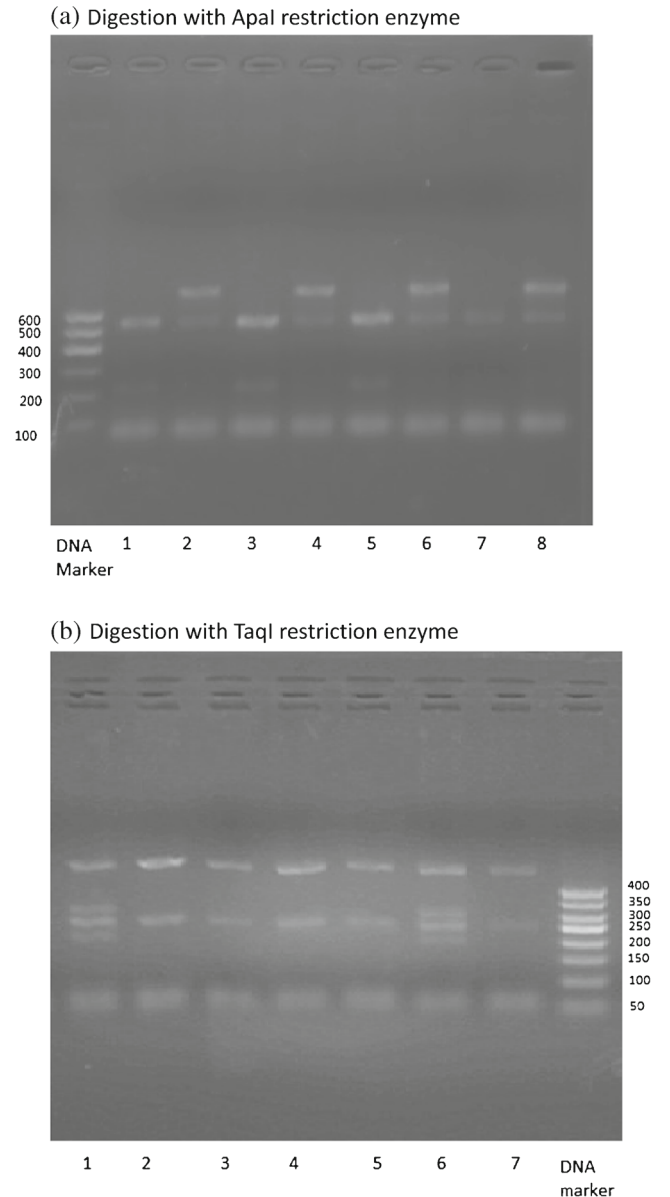 (a) Digestion with ApaI restriction enzyme
600
500
400
300
200
100
DNA
Marker
1 2 3 4 5 6 7 8
(b) Digestion with TaqI restriction enzyme
400
350
300
250
200
150
100
50
1 2 3 4 5 6 7 DNA
marker